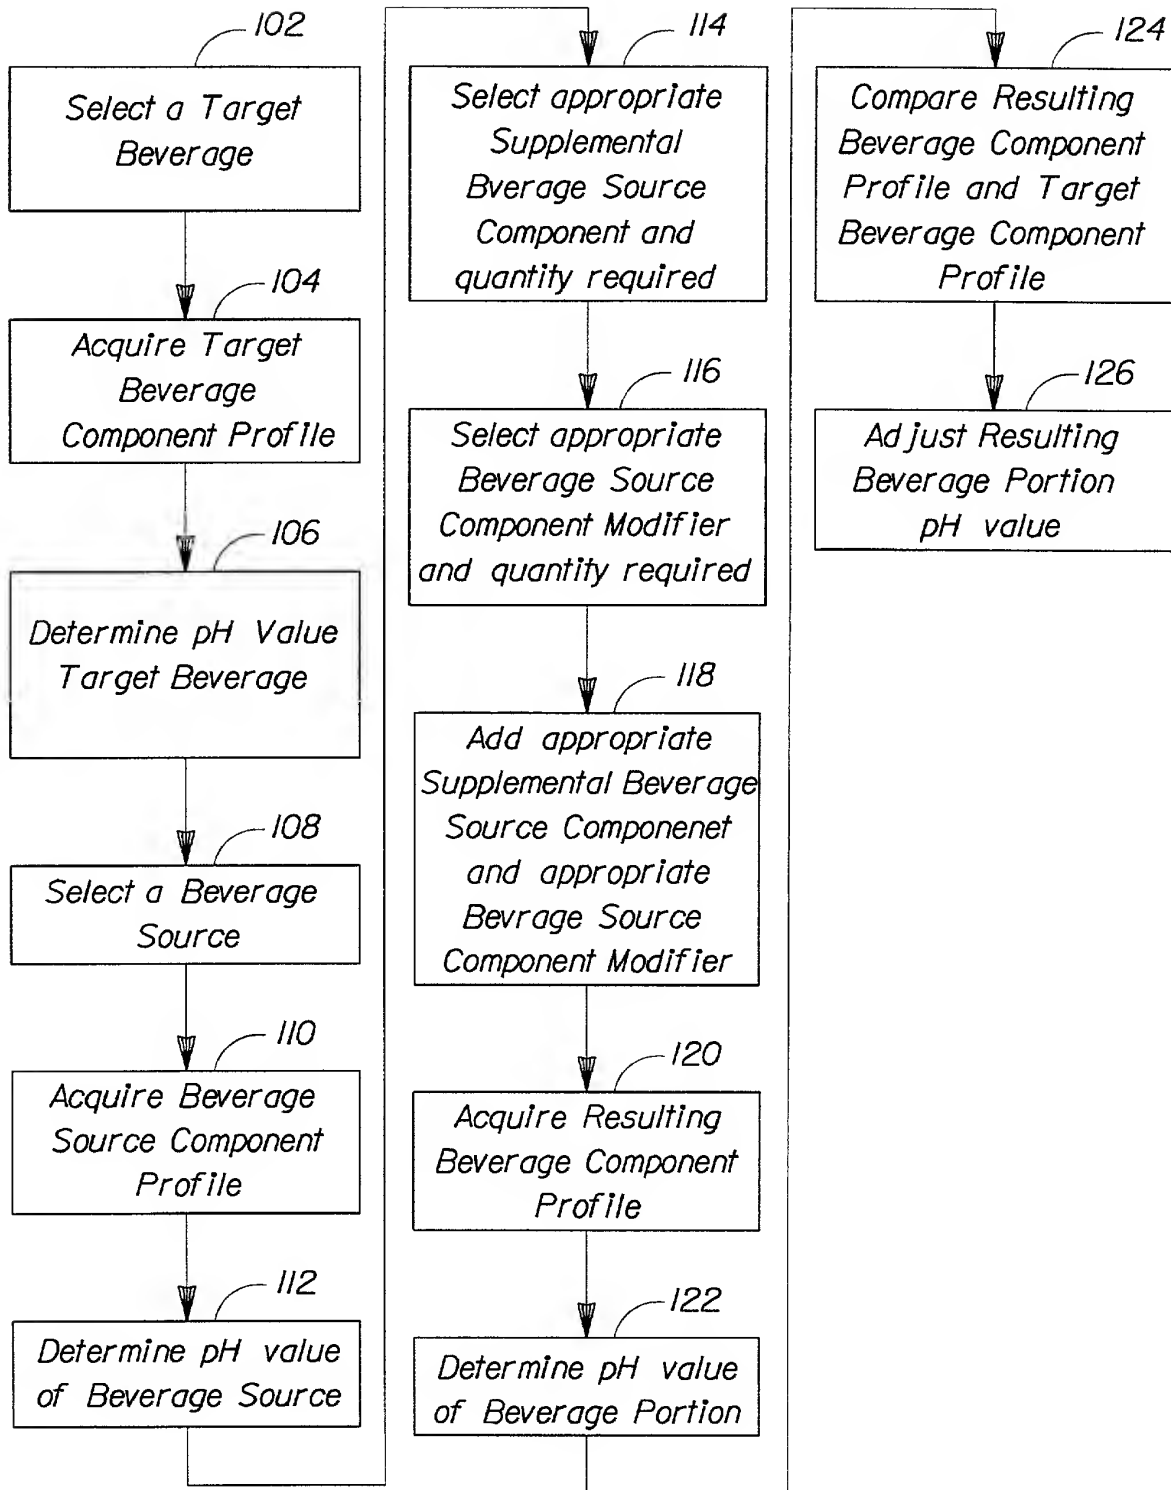 102
Select a Target
Beverage
104
Acquire Target
Beverage
Component Profile
106
Determine pH Value
Target Beverage
108
Select a Beverage
Source
110
Acquire Beverage
Source Component
Profile
112
Determine pH value
of Beverage Source
114
Select appropriate
Supplemental
Bverage Source
Component and
quantity required
116
Select appropriate
Beverage Source
Component Modifier
and quantity required
118
Add appropriate
Supplemental Beverage
Source Componenet
and appropriate
Bevrage Source
Component Modifier
120
Acquire Resulting
Beverage Component
Profile
122
Determine pH value
of Beverage Portion
124
Compare Resulting
Beverage Component
Profile and Target
Beverage Component
Profile
126
Adjust Resulting
Beverage Portion
pH value